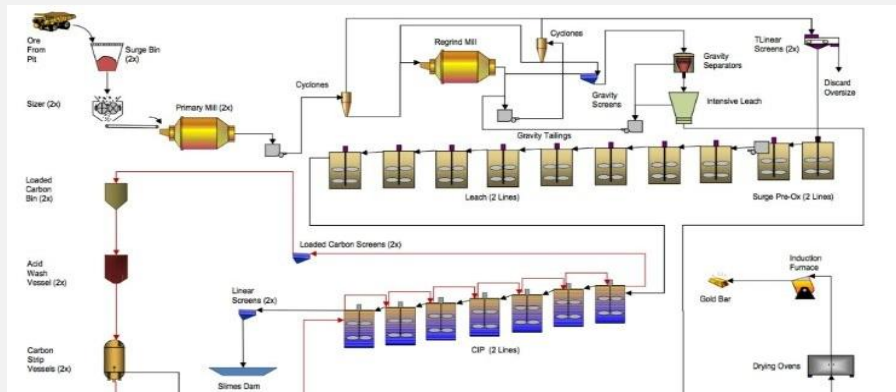 Ore
From
Pit
Surge Bin
(2x)
Sizer (2x)
Primary Mill (2x)
Cyclones
Regrind Mill
Cyclones
Gravity
Screens
Gravity
Separators
Intensive Leach
TLinear
Screens (2x)
Discard
Oversize
Gravity Tailings
Leach (2 Lines)
Surge Pre-Ox (2 Lines)
Loaded
Carbon
Bin (2x)
Loaded Carbon Screens (2x)
Acid
Wash
Vessel (2x)
Linear
Screens (2x)
Induction
Furnace
Gold Bar
Carbon
Strip
Vessels (2x)
CIP (2 Lines)
Drying Ovens
Slimes Dam